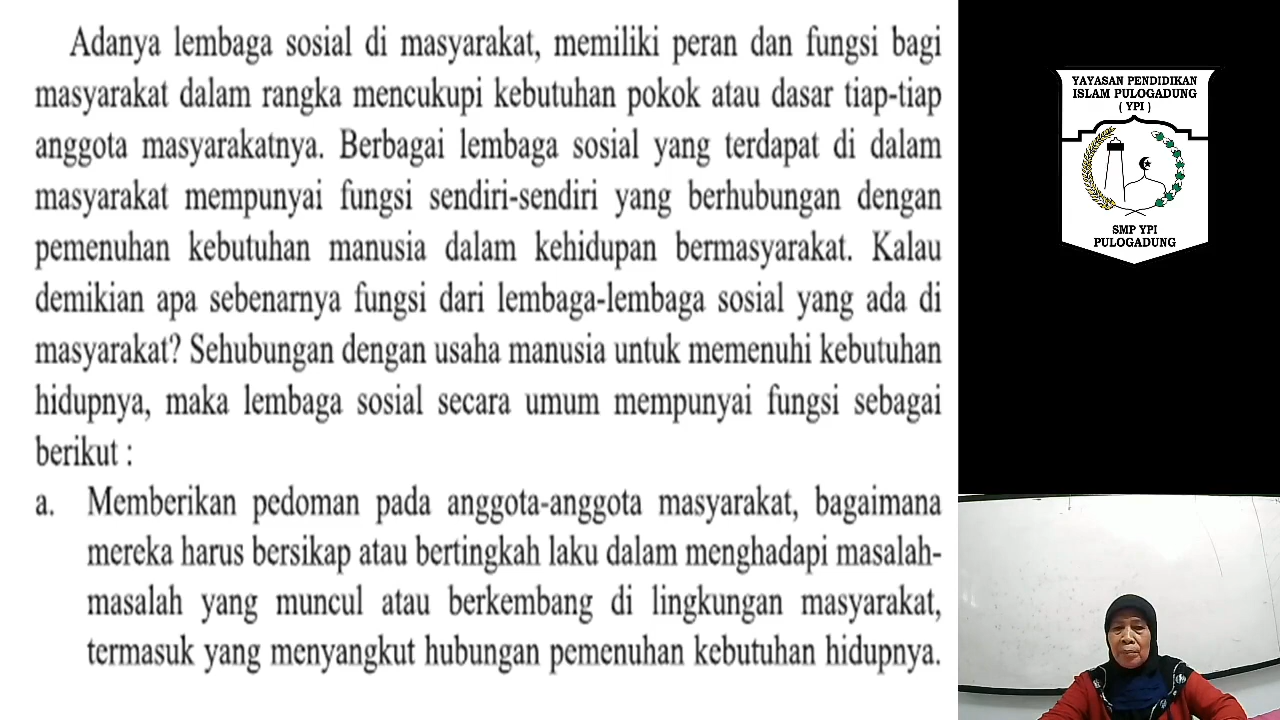 Adanya lembaga sosial di masyarakat, memiliki peran dan fungsi bagi
masyarakat dalam rangka mencukupi kebutuhan pokok atau dasar tiap-tiap
anggota masyarakatnya. Berbagai lembaga sosial yang terdapat di dalam
masyarakat mempunyai fungsi sendiri-sendiri yang berhubungan dengan
pemenuhan kebutuhan manusia dalam kehidupan bermasyarakat. Kalau
demikian apa sebenarnya fungsi dari lembaga-lembaga sosial yang ada di
masyarakat? Sehubungan dengan usaha manusia untuk memenuhi kebutuhan
hidupnya, maka lembaga sosial secara umum mempunyai fungsi sebagai
berikut :
a. Memberikan pedoman pada anggota-anggota masyarakat, bagaimana
mereka harus bersikap atau bertingkah laku dalam menghadapi masalah-
masalah yang muncul atau berkembang di lingkungan masyarakat,
termasuk yang menyangkut hubungan pemenuhan kebutuhan hidupnya.
YAYASAN PENDIDIKAN
ISLAM PULOGADUNG
( YPI )
SMP YPI
PULOGADUNG